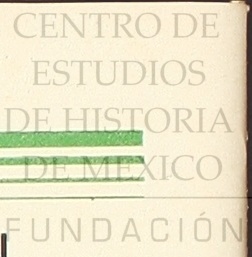 CENTRO DE
ESTUDIOS
DE HISTORIA
DE MEXICO
FUNDACIÓN